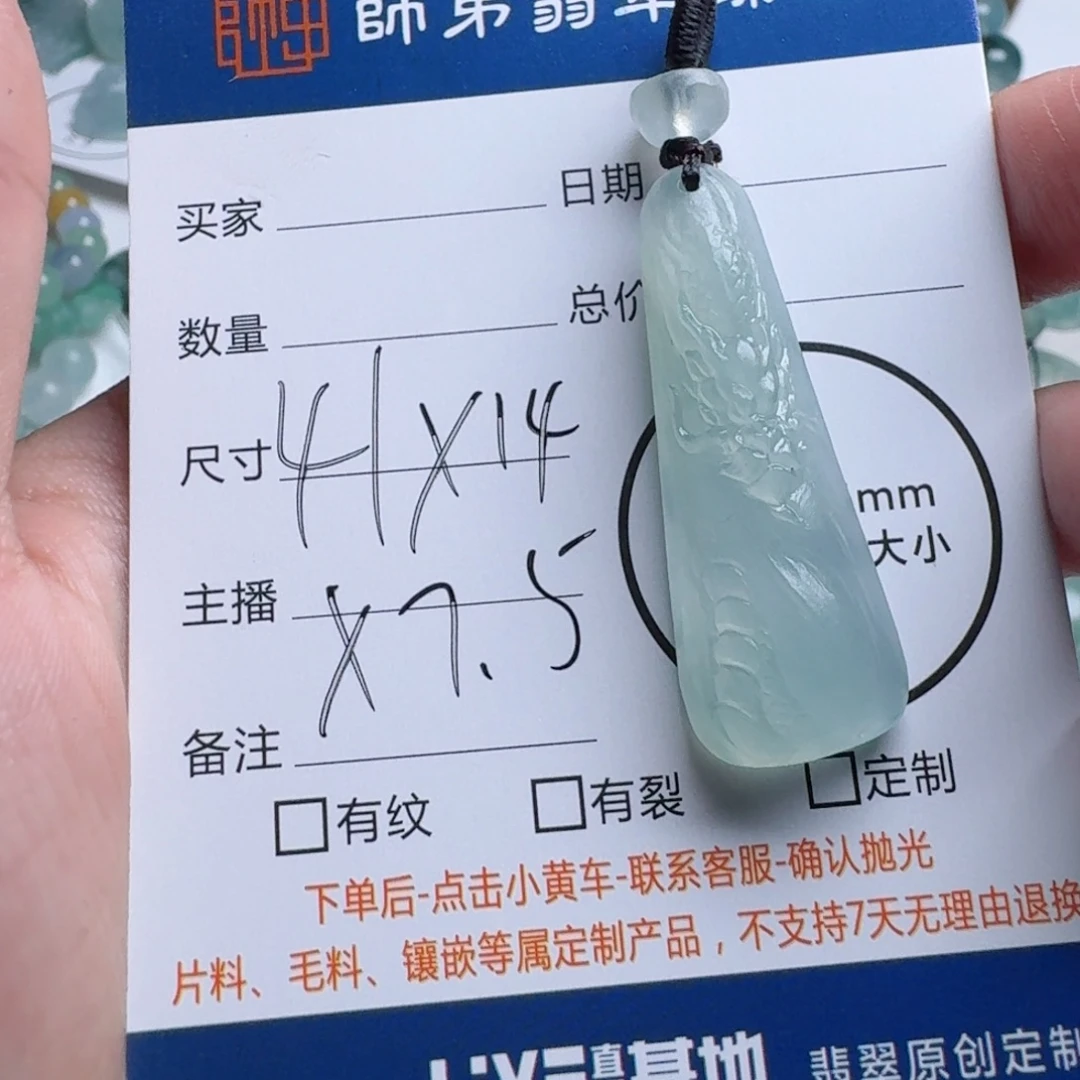 師弟翡翠
买家 日期
数量 总价
尺寸 41X14
mm
大小
主播 X7.5
备注
有纹 有裂 定制
下单后-点击小黄车-联系客服-确认抛光
片料、毛料、镶嵌等属定制产品，不支持7天无理由退换
基地 翡翠原创定制